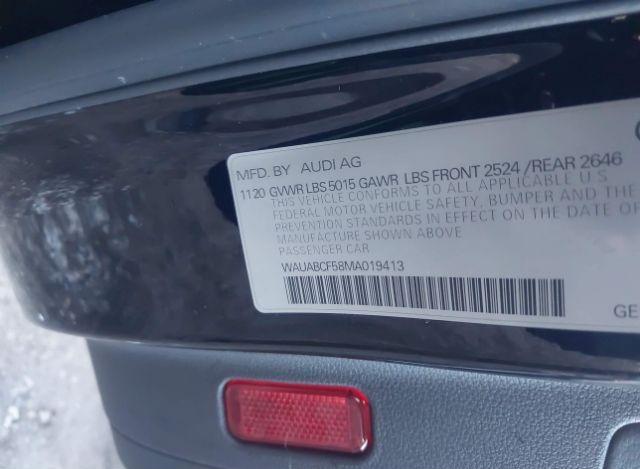 MFD. BY AUDI AG
1120 GVWR LBS 5015 GAWR LBS FRONT 2524 / REAR 2646
THIS VEHICLE CONFORMS TO ALL APPLICABLE U.S
FEDERAL MOTOR VEHICLE SAFETY, BUMPER AND THE
PREVENTION STANDARDS IN EFFECT ON THE DATE OF
MANUFACTURE SHOWN ABOVE
PASSENGER CAR
WAUABCF58MA019413
GE